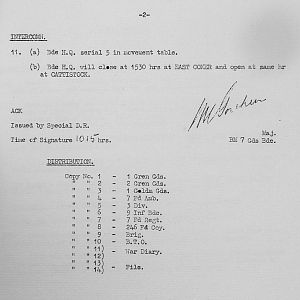 -2-
INTERCOMN.
11. (a) Bde H.Q. serial 5 in movement table.
(b) Bde H.Q. will close at 1530 hrs at EAST COKER and open at same hr
at CATTISTOCK.
ACK
Issued by Special D.R.
Time of Signature 1015 hrs.
Maj.
BM 7 Gds Bde.
DISTRIBUTION.
Copy No. 1 - 1 Gren Gds.
" " 2 - 2 Gren Gds.
" " 3 - 1 Coldm Gds.
" " 4 - 7 Fd Amb.
" " 5 - 3 Div.
" " 6 - 9 Inf Bde.
" " 7 - 7 Fd Regt.
" " 8 - 246 Fd Coy.
" " 9 - Brig.
" " 10 - B.T.O.
" " 11)
" " 12) - War Diary.
" " 13)
" " 14) - File.